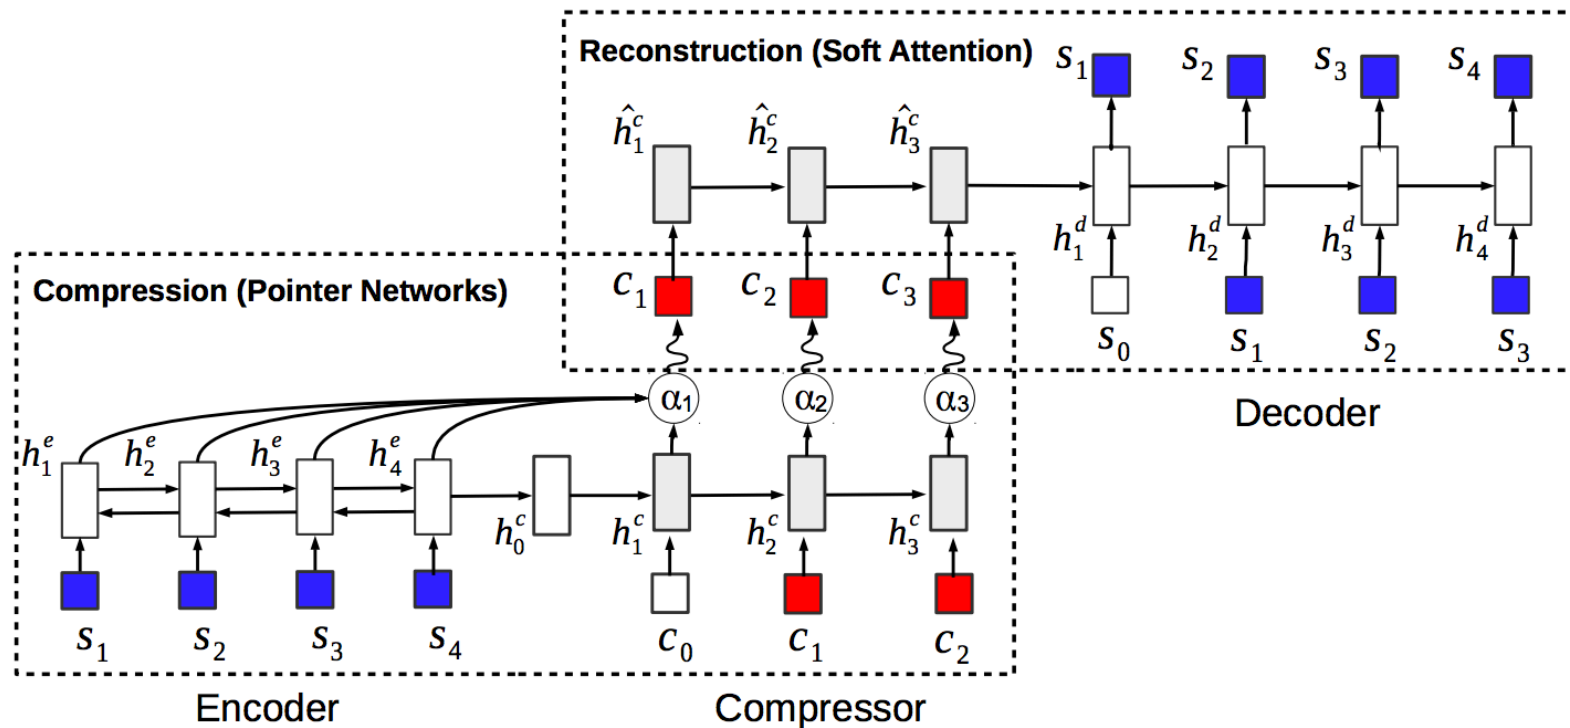 Reconstruction (Soft Attention)
s₁ s₂ s₃ s₄
ĥ₁ᶜ ĥ₂ᶜ ĥ₃ᶜ
h₁ᵈ h₂ᵈ h₃ᵈ h₄ᵈ
Compression (Pointer Networks)
c₁ c₂ c₃
s₀ s₁ s₂ s₃
α₁ α₂ α₃
Decoder
h₁ᵉ h₂ᵉ h₃ᵉ h₄ᵉ
h₀ᶜ h₁ᶜ h₂ᶜ h₃ᶜ
s₁ s₂ s₃ s₄ c₀ c₁ c₂
Encoder Compressor